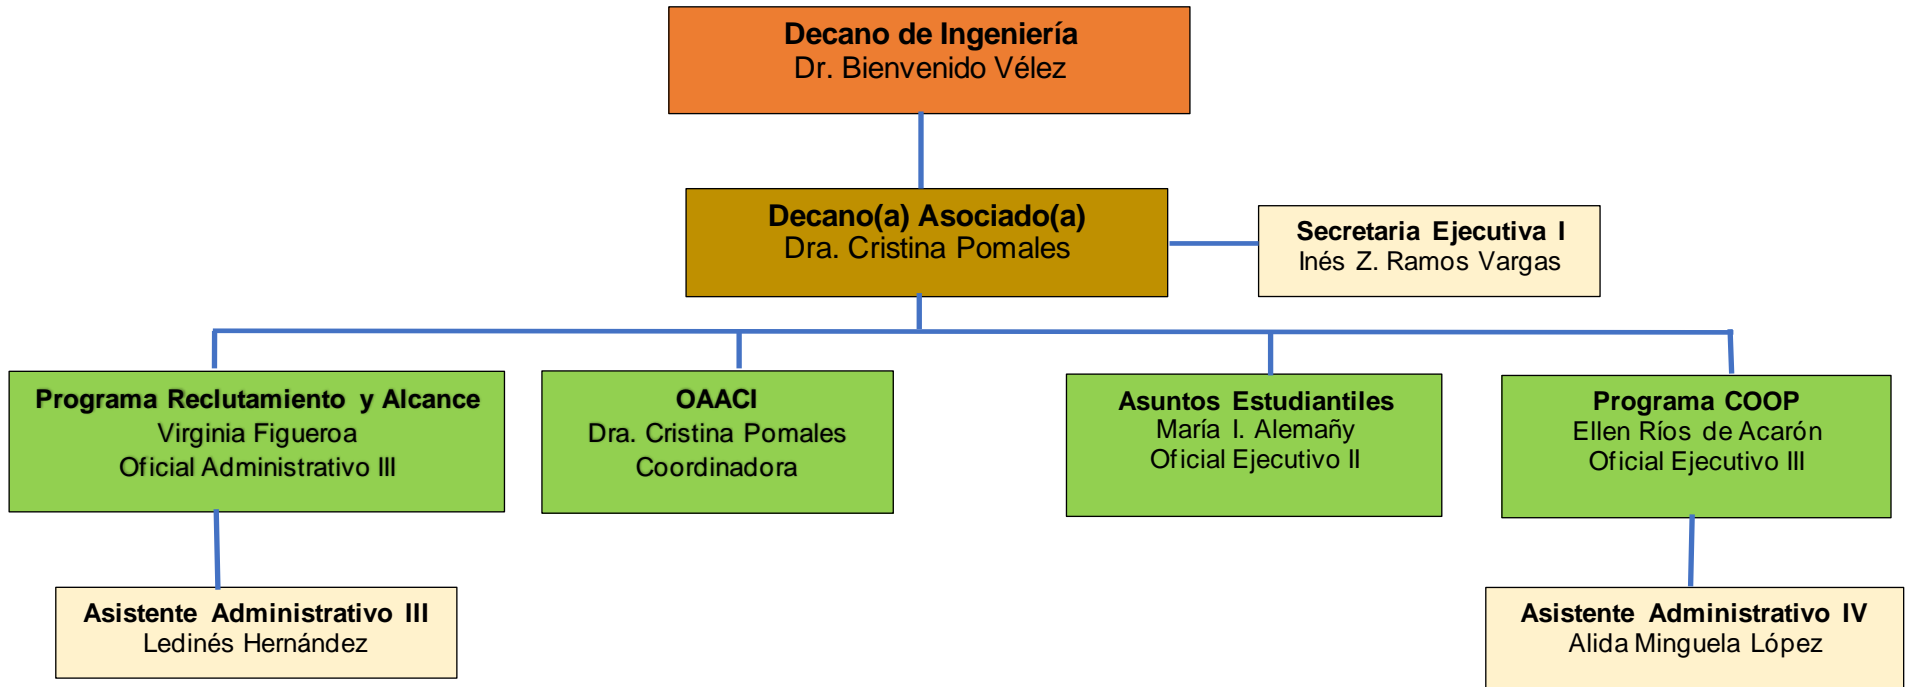 Decano de Ingeniería
Dr. Bienvenido Vélez
Decano(a) Asociado(a)
Dra. Cristina Pomales
Secretaria Ejecutiva I
Inés Z. Ramos Vargas
Programa Reclutamiento y Alcance
Virginia Figueroa
Oficial Administrativo III
OAACI
Dra. Cristina Pomales
Coordinadora
Asuntos Estudiantiles
María I. Alemañy
Oficial Ejecutivo II
Programa COOP
Ellen Ríos de Acarón
Oficial Ejecutivo III
Asistente Administrativo III
Ledinés Hernández
Asistente Administrativo IV
Alida Minguela López